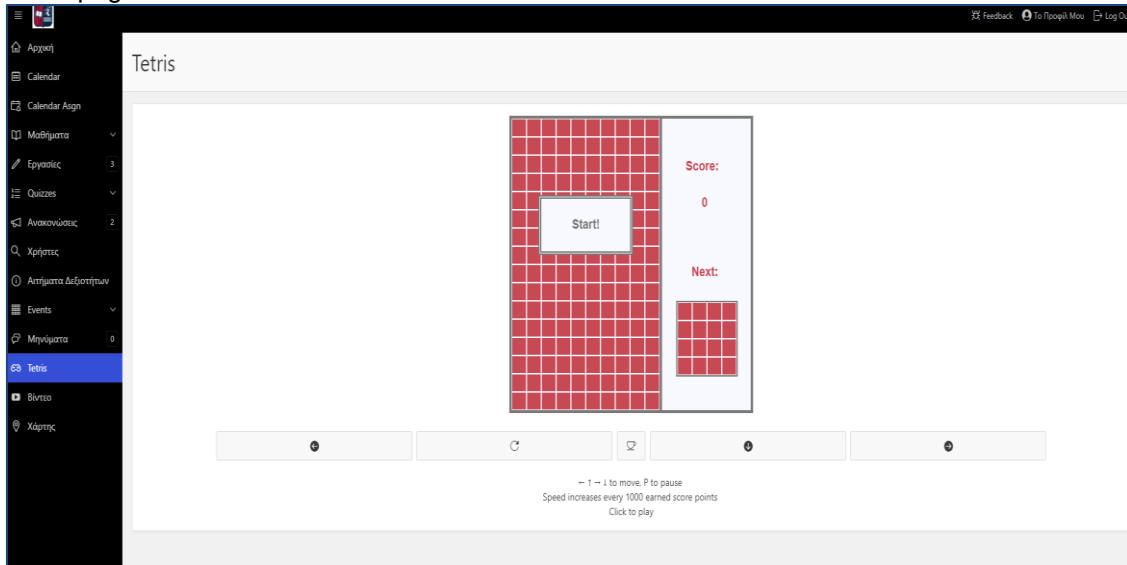 Feedback
Το Προφίλ Μου
Log Ou
Αρχική
Calendar
Calendar Asgn
Μαθήματα
Εργασίες 3
Quizzes
Ανακονώσεις 2
Χρήστες
Αιτήματα Δεξιοτήτων
Events
Μηνύματα 0
Tetris
Βίντεο
Χάρτης
Tetris
Start!
Score:
0
Next:
← ↑ → ↓ to move, P to pause
Speed increases every 1000 earned score points
Click to play